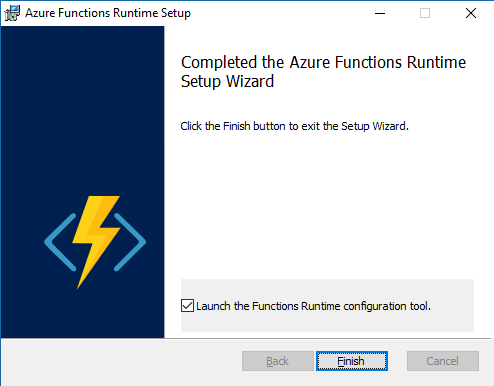 Azure Functions Runtime Setup
Completed the Azure Functions Runtime
Setup Wizard
Click the Finish button to exit the Setup Wizard.
Launch the Functions Runtime configuration tool.
Back
Finish
Cancel